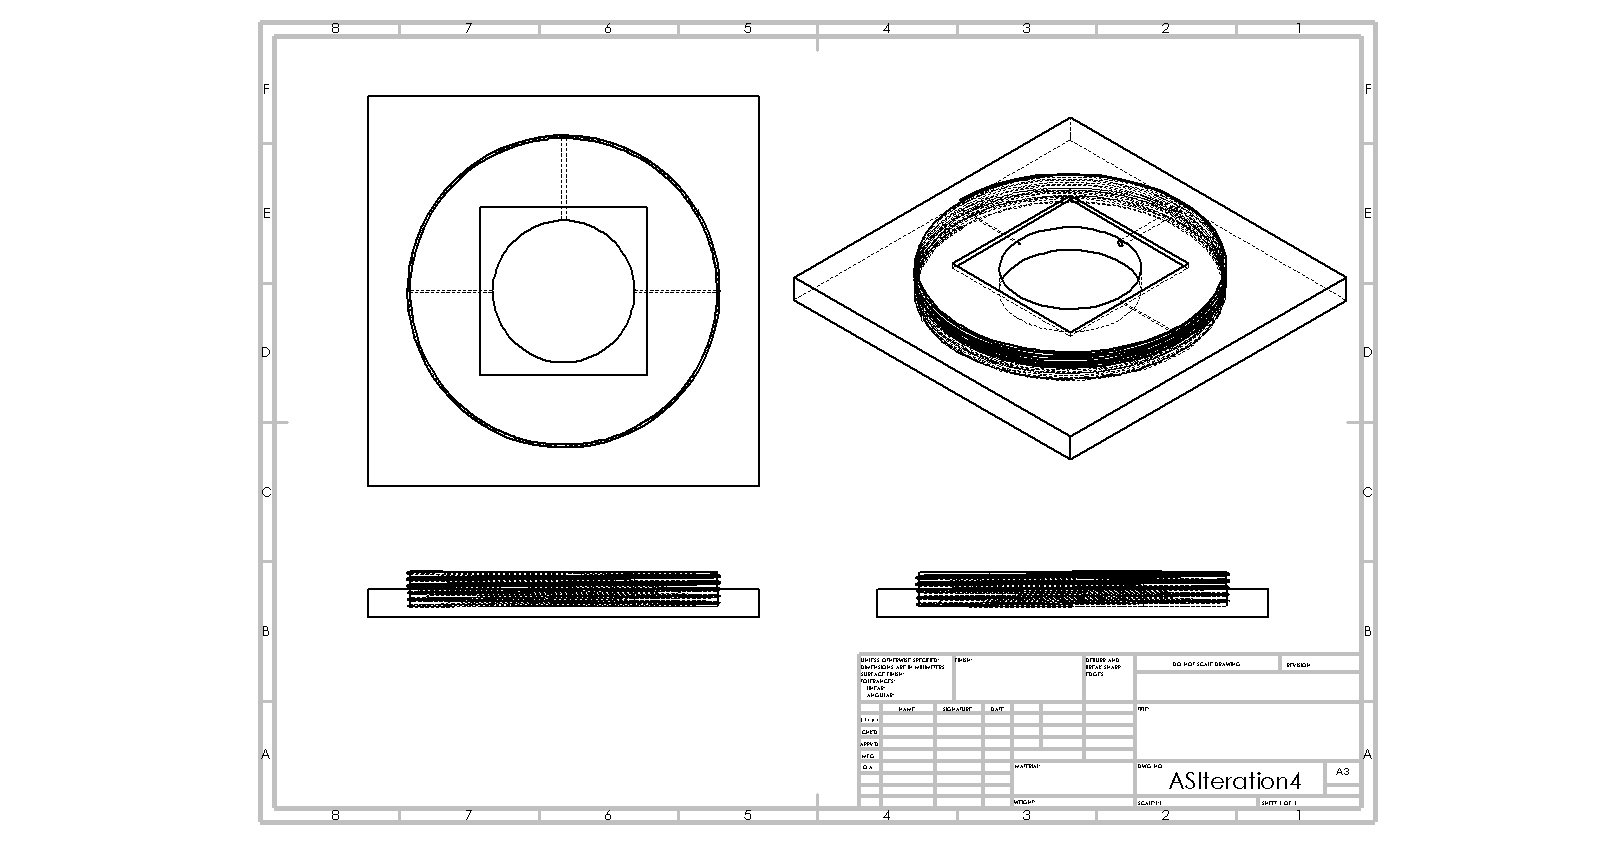 8 7 6 5 4 3 2 1
F F
E E
D D
C C
B B
A A
UNLESS OTHERWISE SPECIFIED:
DIMENSIONS ARE IN MILLIMETERS
SURFACE FINISH:
TOLERANCES:
LINEAR:
ANGULAR:
FINISH:
DEBURR AND
BREAK SHARP
EDGES
DO NOT SCALE DRAWING
REVISION
NAME SIGNATURE DATE
CHK'D
APPV'D
MFG
Q.A
TITLE:
MATERIAL:
DWG NO.
ASIteration4
A3
WEIGHT:
SCALE:1:1
SHEET 1 OF 1
8 7 6 5 4 3 2 1